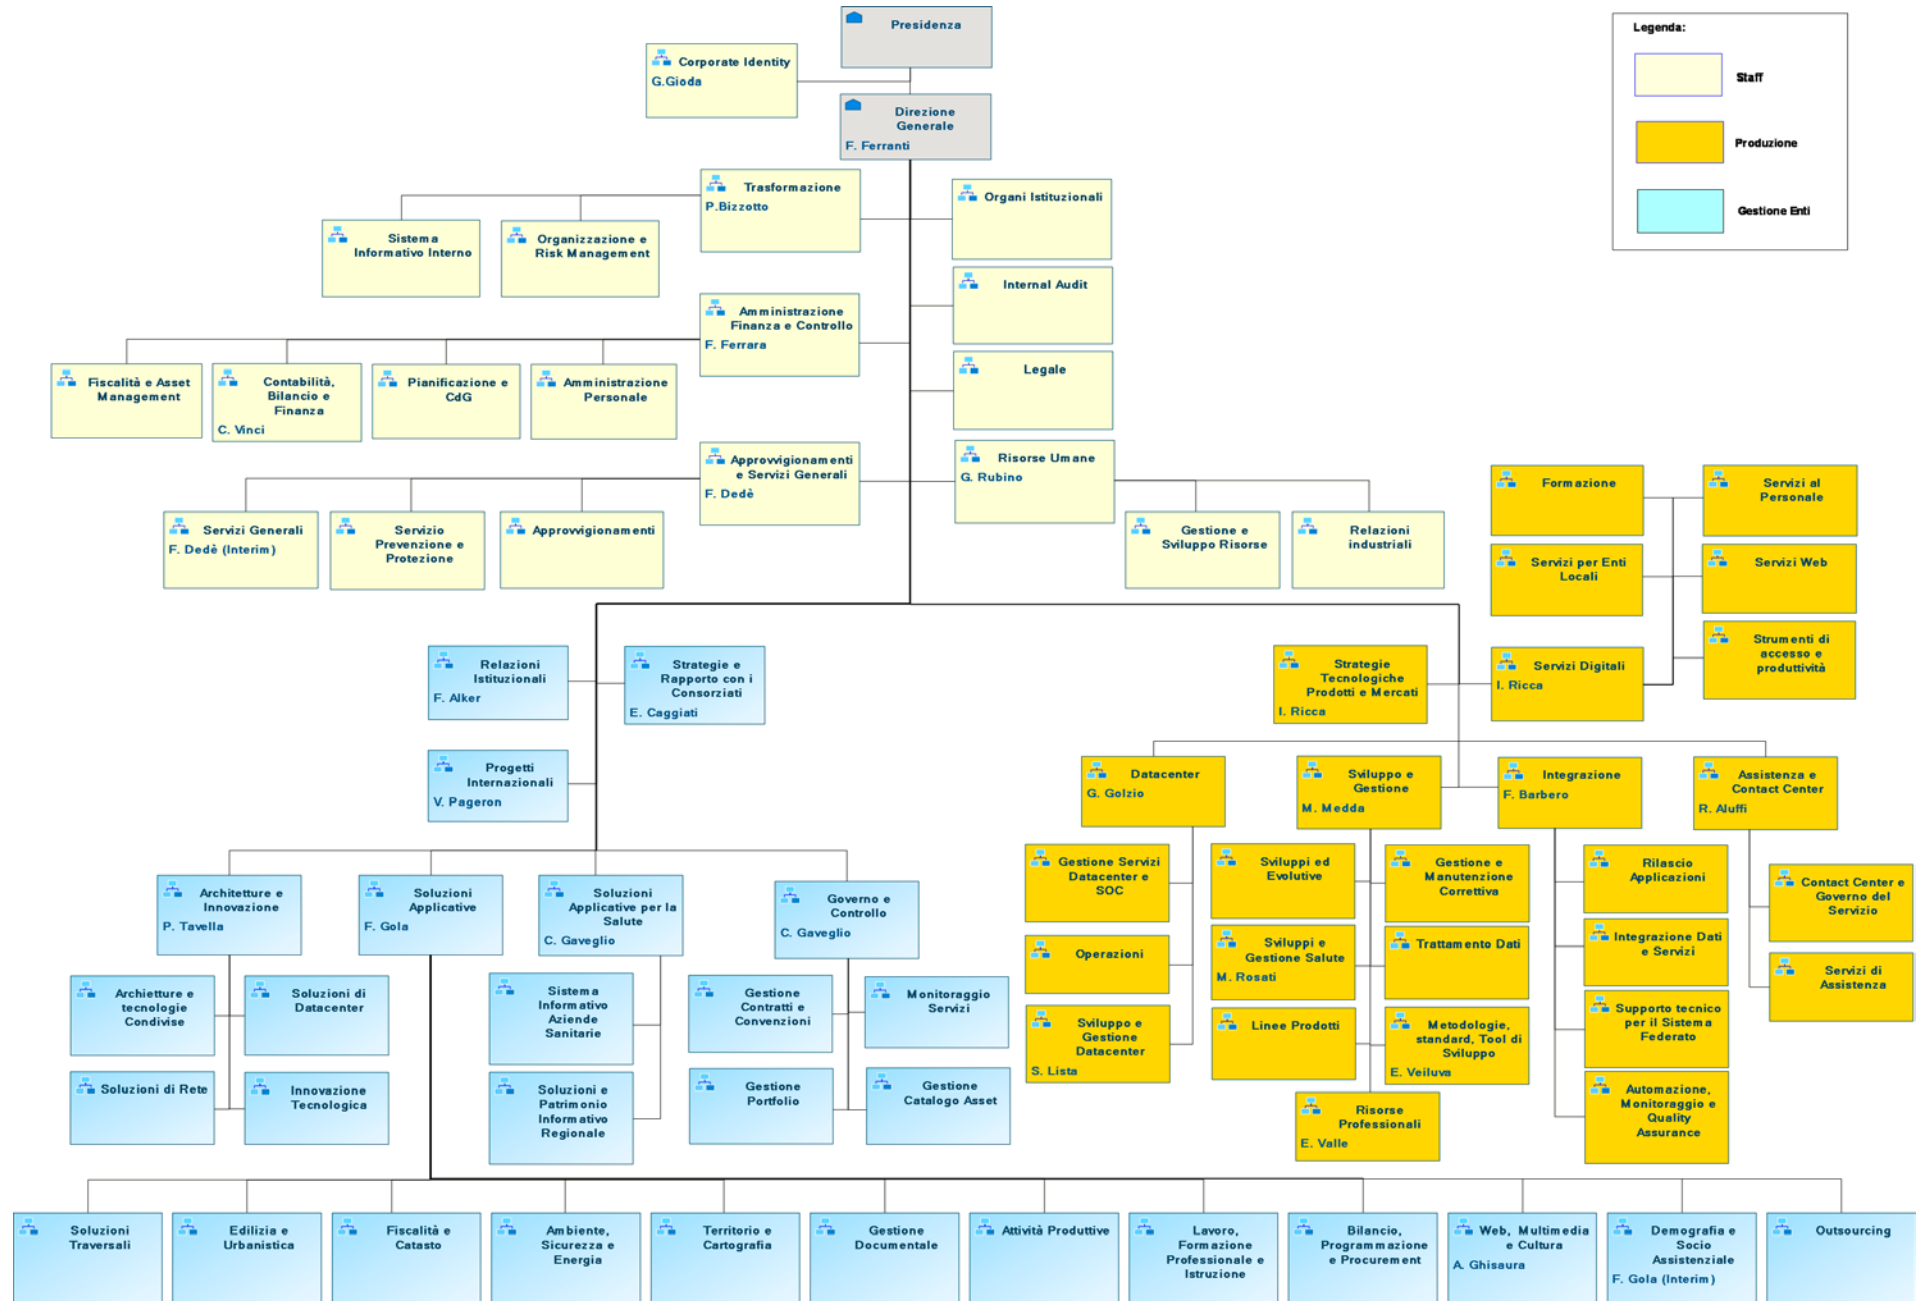 Presidenza
Legenda:
Corporate Identity
G.Gioda
Staff
Direzione
Generale
F. Ferranti
Produzione
Gestione Enti
Trasformazione
P.Bizzotto
Organi Istituzionali
Sistema
Informativo Interno
Organizzazione e
Risk Management
Internal Audit
Amministrazione
Finanza e Controllo
F. Ferrara
Legale
Fiscalità e Asset
Management
Contabilità,
Bilancio e
Finanza
C. Vinci
Pianificazione e
CdG
Amministrazione
Personale
Approvvigionamenti
e Servizi Generali
F. Dedè
Risorse Umane
G. Rubino
Servizi Generali
F. Dedè (Interim)
Servizio
Prevenzione e
Protezione
Approvvigionamenti
Gestione e
Sviluppo Risorse
Relazioni
industriali
Formazione
Servizi al
Personale
Servizi per Enti
Locali
Servizi Web
Strumenti di
accesso e
produttività
Servizi Digitali
I. Ricca
Strategie
Tecnologiche
Prodotti e Mercati
I. Ricca
Relazioni
Istituzionali
F. Alker
Strategie e
Rapporto con i
Consorziati
E. Caggiati
Progetti
Internazionali
V. Pageron
Datacenter
G. Golzio
Sviluppo e
Gestione
M. Medda
Integrazione
F. Barbero
Assistenza e
Contact Center
R. Aluffi
Gestione Servizi
Datacenter e
SOC
Operazioni
Sviluppo e
Gestione
Datacenter
S. Lista
Sviluppi ed
Evolutive
Gestione e
Manutenzione
Correttiva
Sviluppi e
Gestione Salute
M. Rosati
Trattamento Dati
Linee Prodotti
Metodologie,
standard, Tool di
Sviluppo
E. Veiluva
Risorse
Professionali
E. Valle
Rilascio
Applicazioni
Integrazione Dati
e Servizi
Supporto tecnico
per il Sistema
Federato
Automazione,
Monitoraggio e
Quality
Assurance
Contact Center e
Governo del
Servizio
Servizi di
Assistenza
Architetture e
Innovazione
P. Tavella
Soluzioni
Applicative
F. Gola
Soluzioni
Applicative per la
Salute
C. Gaveglio
Governo e
Controllo
C. Gaveglio
Archietture e
tecnologie
Condivise
Soluzioni di
Datacenter
Soluzioni di Rete
Innovazione
Tecnologica
Sistema
Informativo
Aziende
Sanitarie
Soluzioni e
Patrimonio
Informativo
Regionale
Gestione
Contratti e
Convenzioni
Monitoraggio
Servizi
Gestione
Portfolio
Gestione
Catalogo Asset
Soluzioni
Traversali
Edilizia e
Urbanistica
Fiscalità e
Catasto
Ambiente,
Sicurezza e
Energia
Territorio e
Cartografia
Gestione
Documentale
Attività Produttive
Lavoro,
Formazione
Professionale e
Istruzione
Bilancio,
Programmazione
e Procurement
Web, Multimedia
e Cultura
A. Ghisaura
Demografia e
Socio
Assistenziale
F. Gola (Interim)
Outsourcing